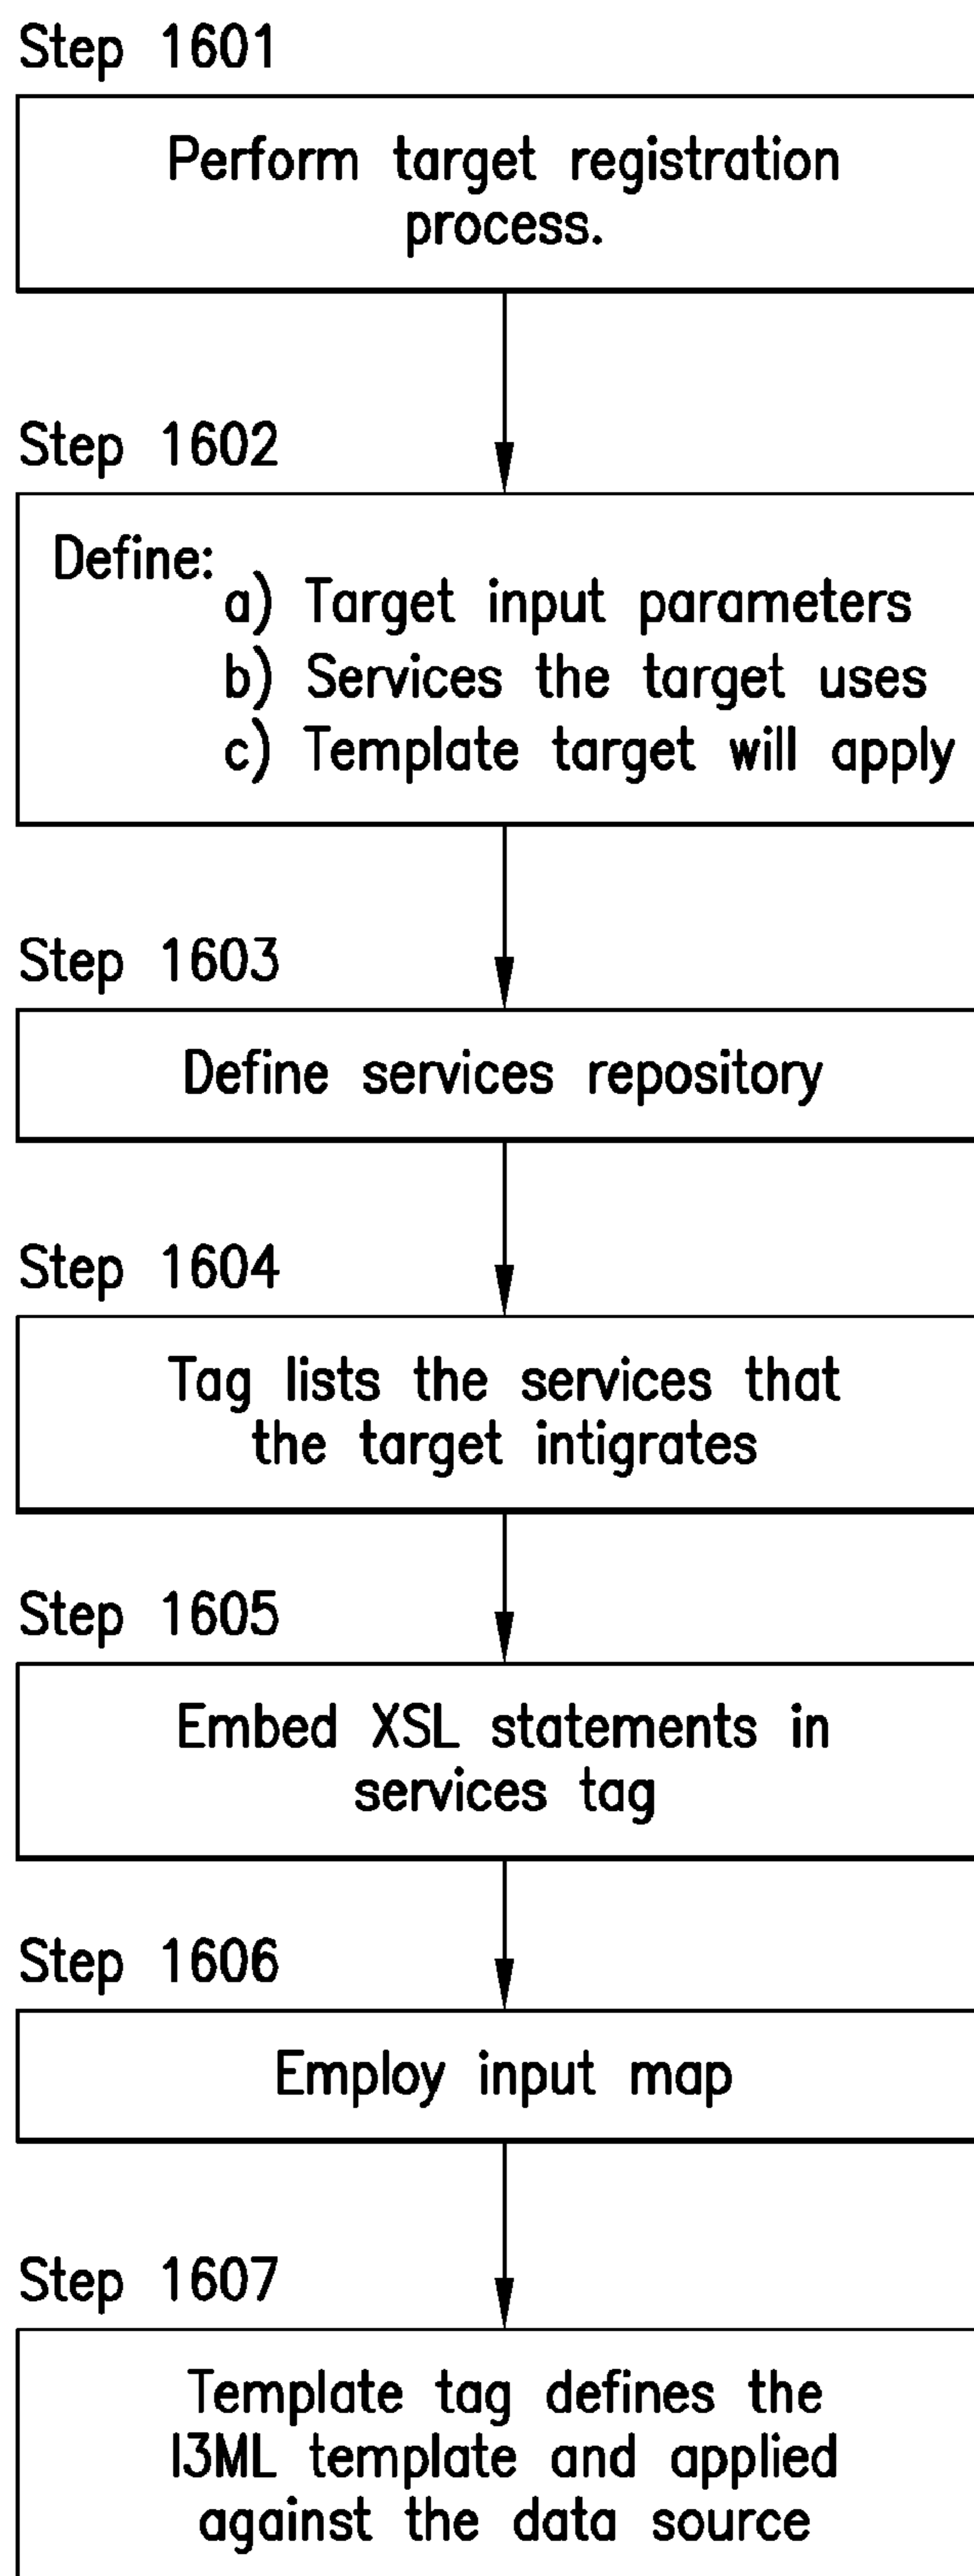 Step 1601
Perform target registration
process.
Step 1602
Define:
a) Target input parameters
b) Services the target uses
c) Template target will apply
Step 1603
Define services repository
Step 1604
Tag lists the services that
the target intigrates
Step 1605
Embed XSL statements in
services tag
Step 1606
Employ input map
Step 1607
Template tag defines the
I3ML template and applied
against the data source